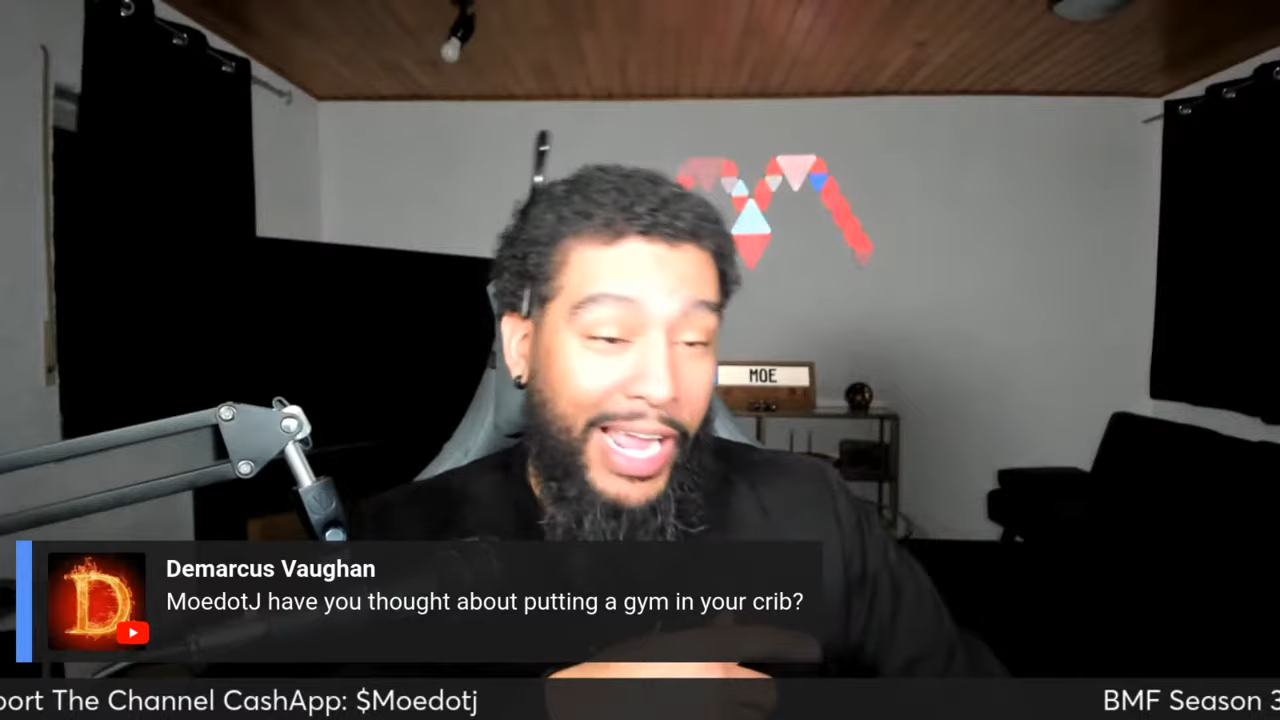 MOE
D
Demarcus Vaughan
MoedotJ have you thought about putting a gym in your crib?
port The Channel CashApp: $Moedotj
BMF Season 3